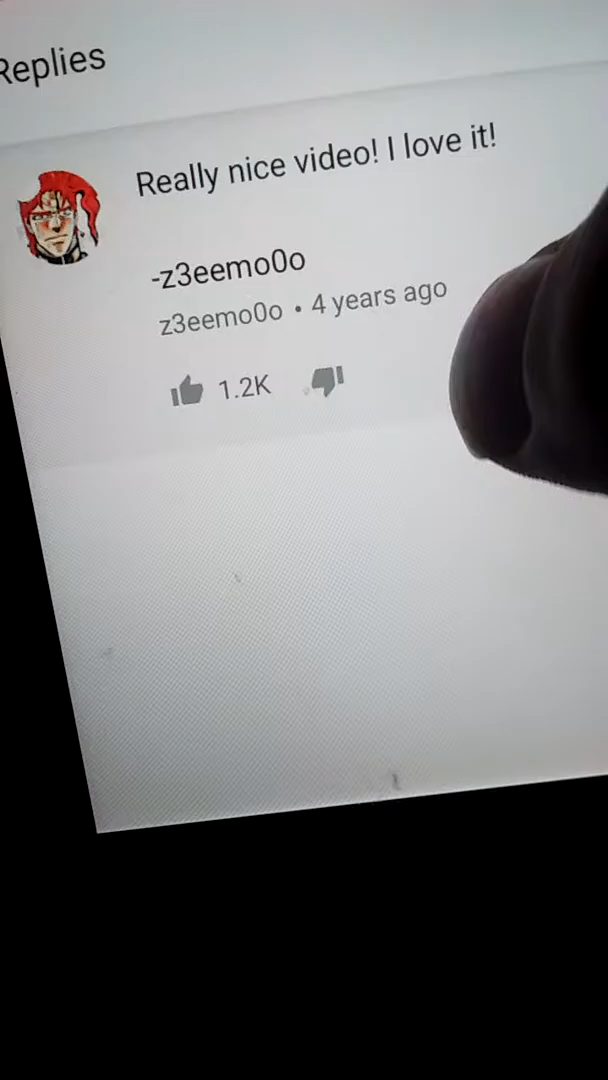 Replies
Really nice video! I love it!
-z3eemo0o
z3eemo0o • 4 years ago
1.2K